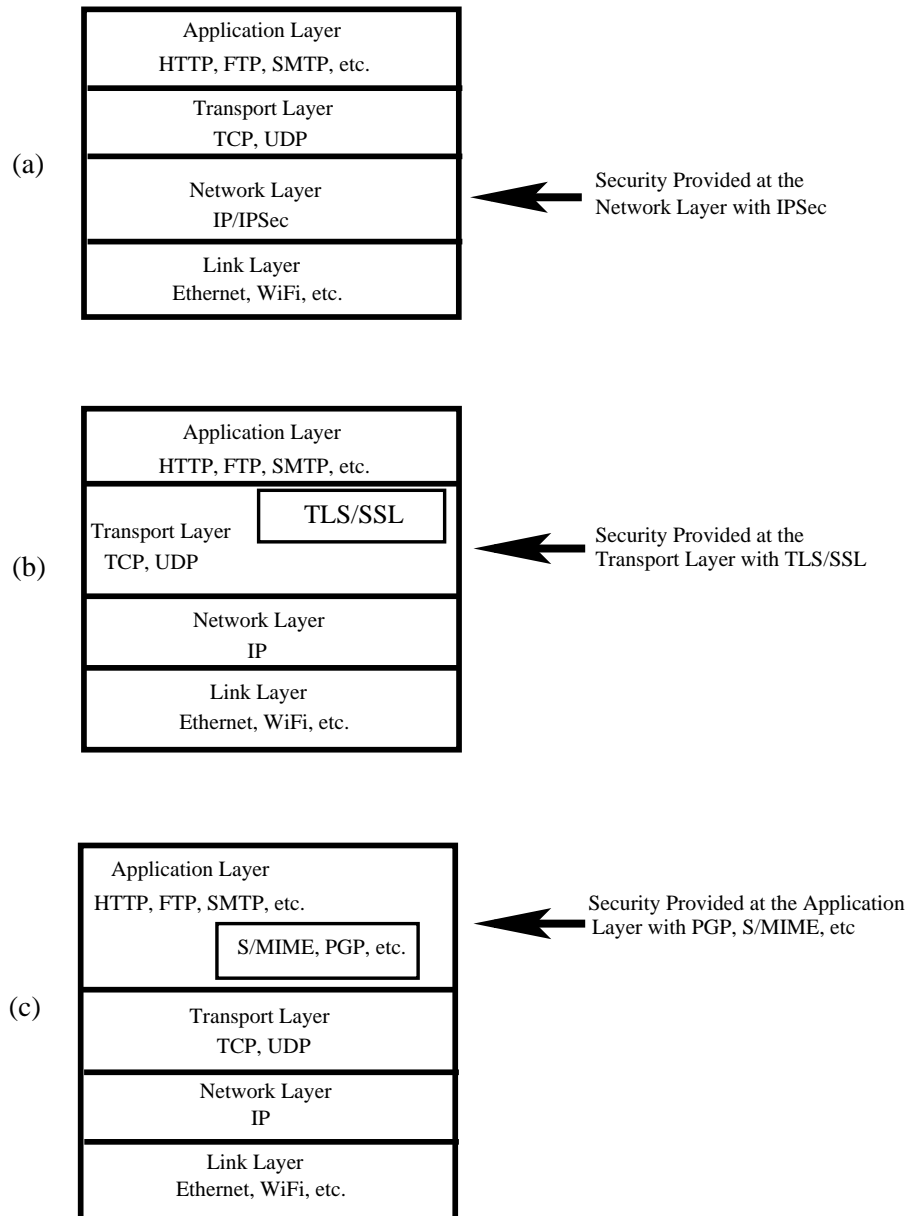 Application Layer
HTTP, FTP, SMTP, etc.
Transport Layer
TCP, UDP
(a)
Network Layer
IP/IPSec
Security Provided at the
Network Layer with IPSec
Link Layer
Ethernet, WiFi, etc.
Application Layer
HTTP, FTP, SMTP, etc.
TLS/SSL
Transport Layer
TCP, UDP
(b)
Security Provided at the
Transport Layer with TLS/SSL
Network Layer
IP
Link Layer
Ethernet, WiFi, etc.
Application Layer
HTTP, FTP, SMTP, etc.
S/MIME, PGP, etc.
Security Provided at the Application
Layer with PGP, S/MIME, etc
(c)
Transport Layer
TCP, UDP
Network Layer
IP
Link Layer
Ethernet, WiFi, etc.